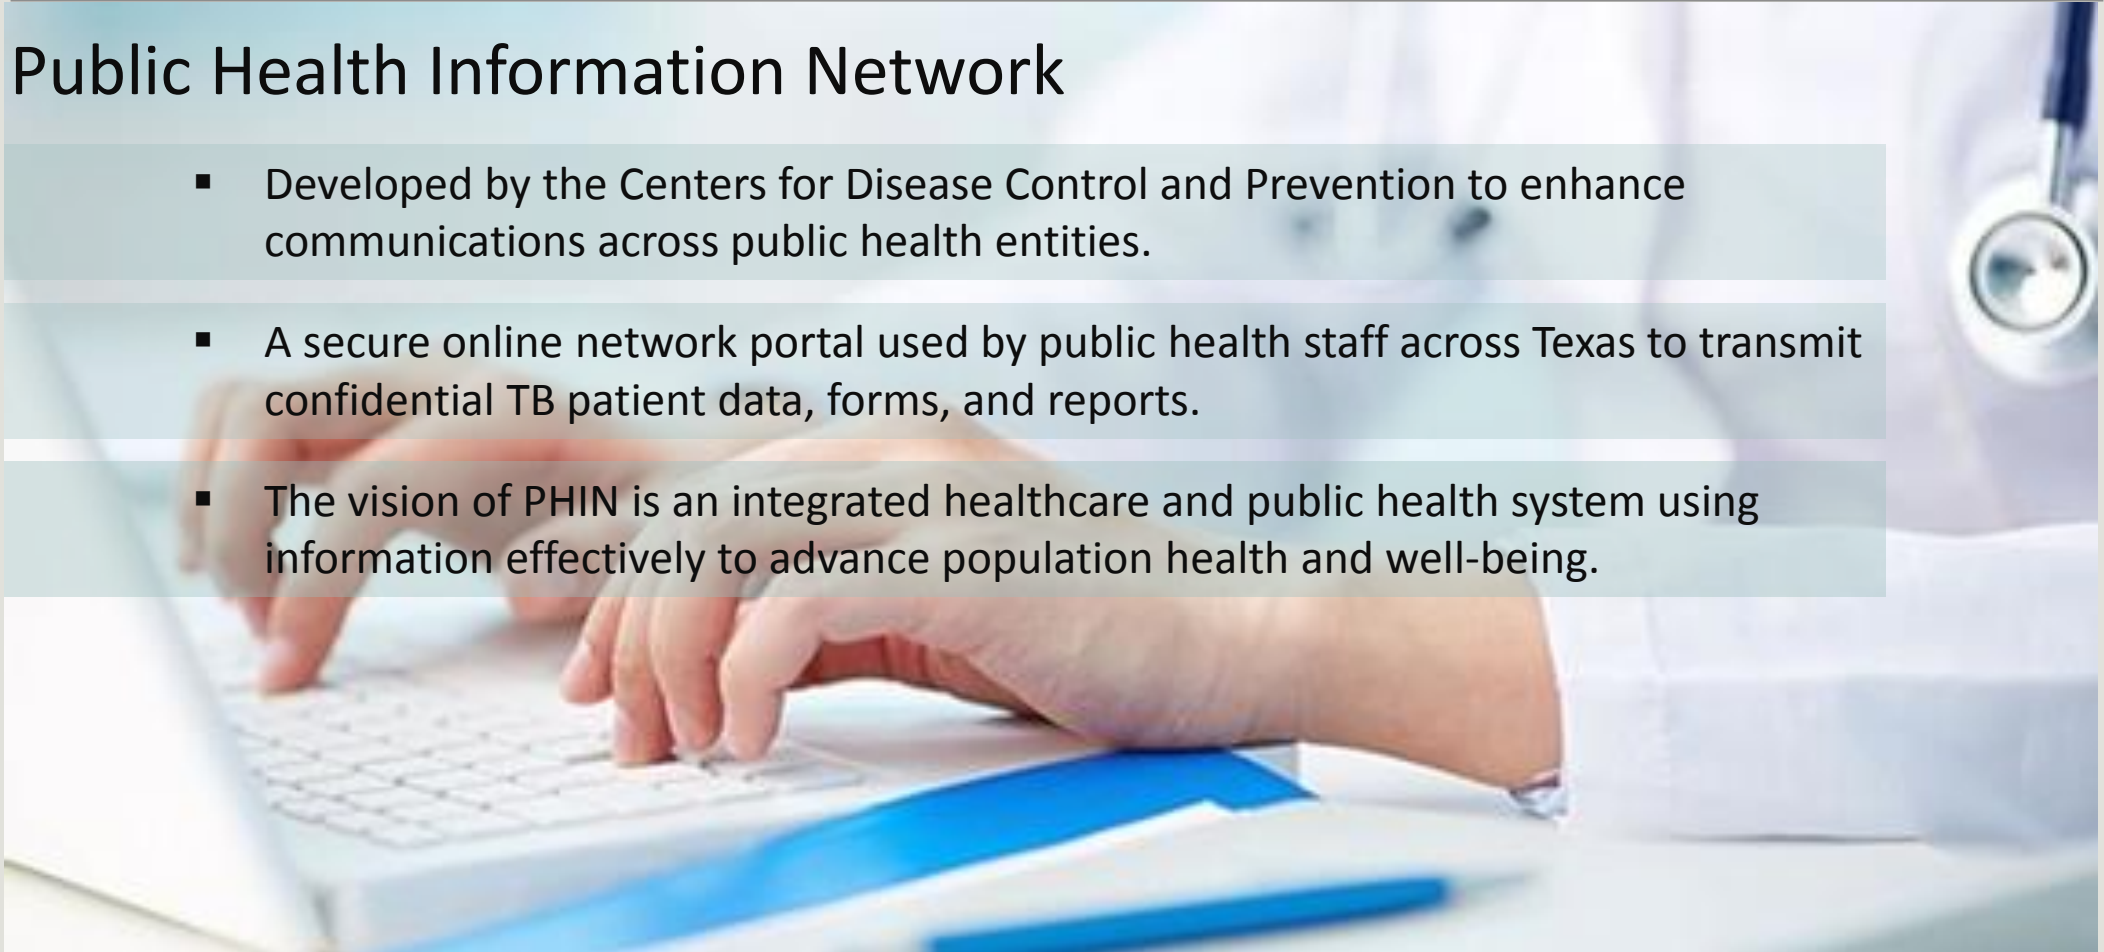 Public Health Information Network
▪ Developed by the Centers for Disease Control and Prevention to enhance
communications across public health entities.
▪ A secure online network portal used by public health staff across Texas to transmit
confidential TB patient data, forms, and reports.
▪ The vision of PHIN is an integrated healthcare and public health system using
information effectively to advance population health and well-being.